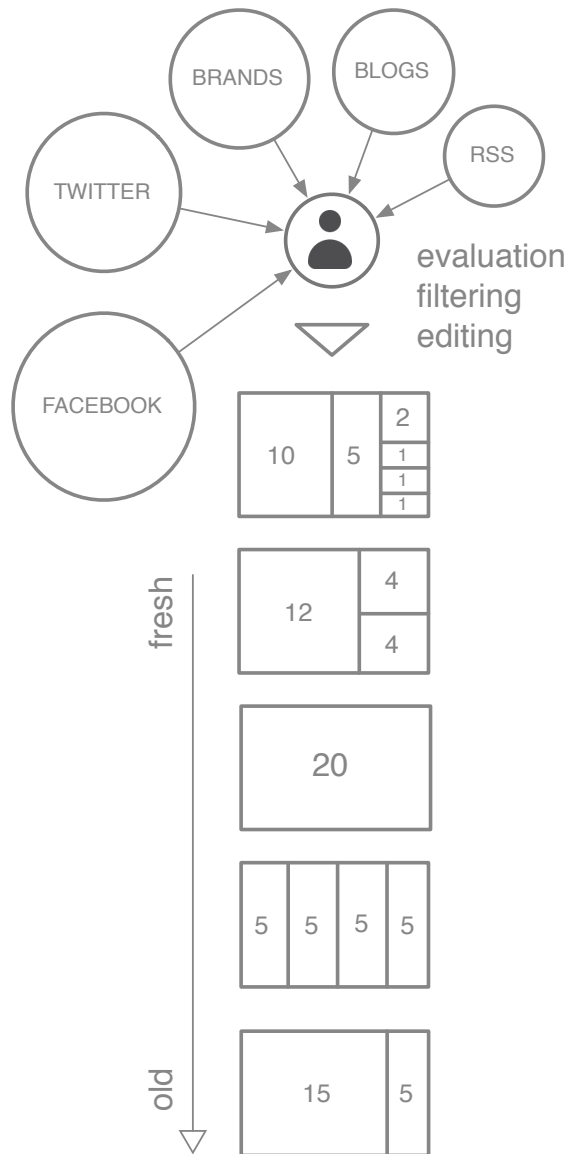 BRANDS
BLOGS
RSS
TWITTER
FACEBOOK
evaluation
filtering
editing
10
5
2
1
1
1
fresh
12
4
4
20
5
5
5
5
old
15
5